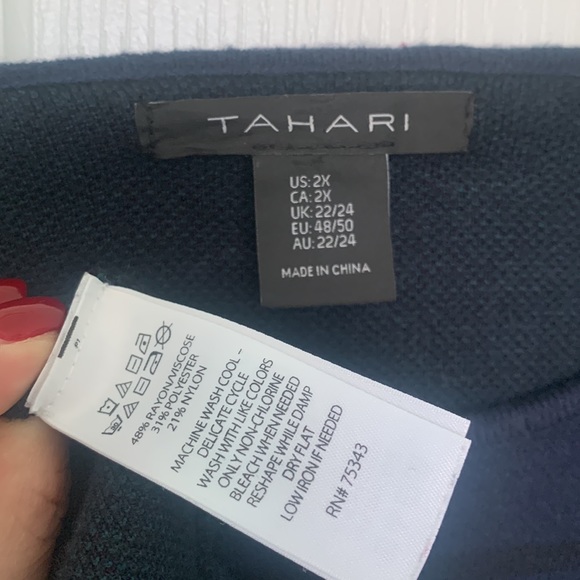 TAHARI
US: 2X
CA: 2X
UK: 22/24
EU: 48/50
AU: 22/24
MADE IN CHINA
48% RAYON/VISCOSE
31% POLYESTER
21% NYLON
MACHINE WASH COOL -
DELICATE CYCLE
WASH WITH LIKE COLORS
ONLY NON-CHLORINE
BLEACH WHEN NEEDED
RESHAPE WHILE DAMP
DRY FLAT
LOW IRON IF NEEDED
RN# 75343